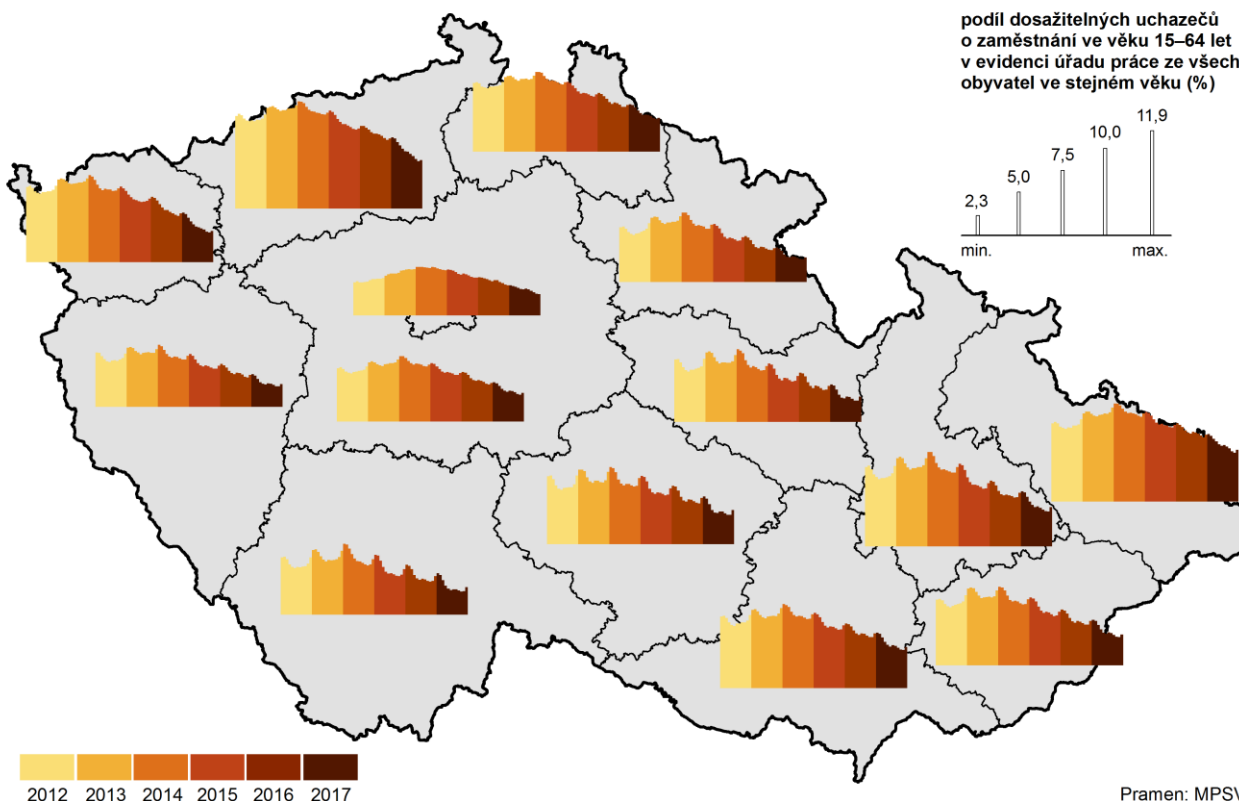 podíl dosažitelných uchazečů
o zaměstnání ve věku 15–64 let
v evidenci úřadu práce ze všech
obyvatel ve stejném věku (%)
2,3 5,0 7,5 10,0 11,9
min. max.
2012 2013 2014 2015 2016 2017
Pramen: MPSV